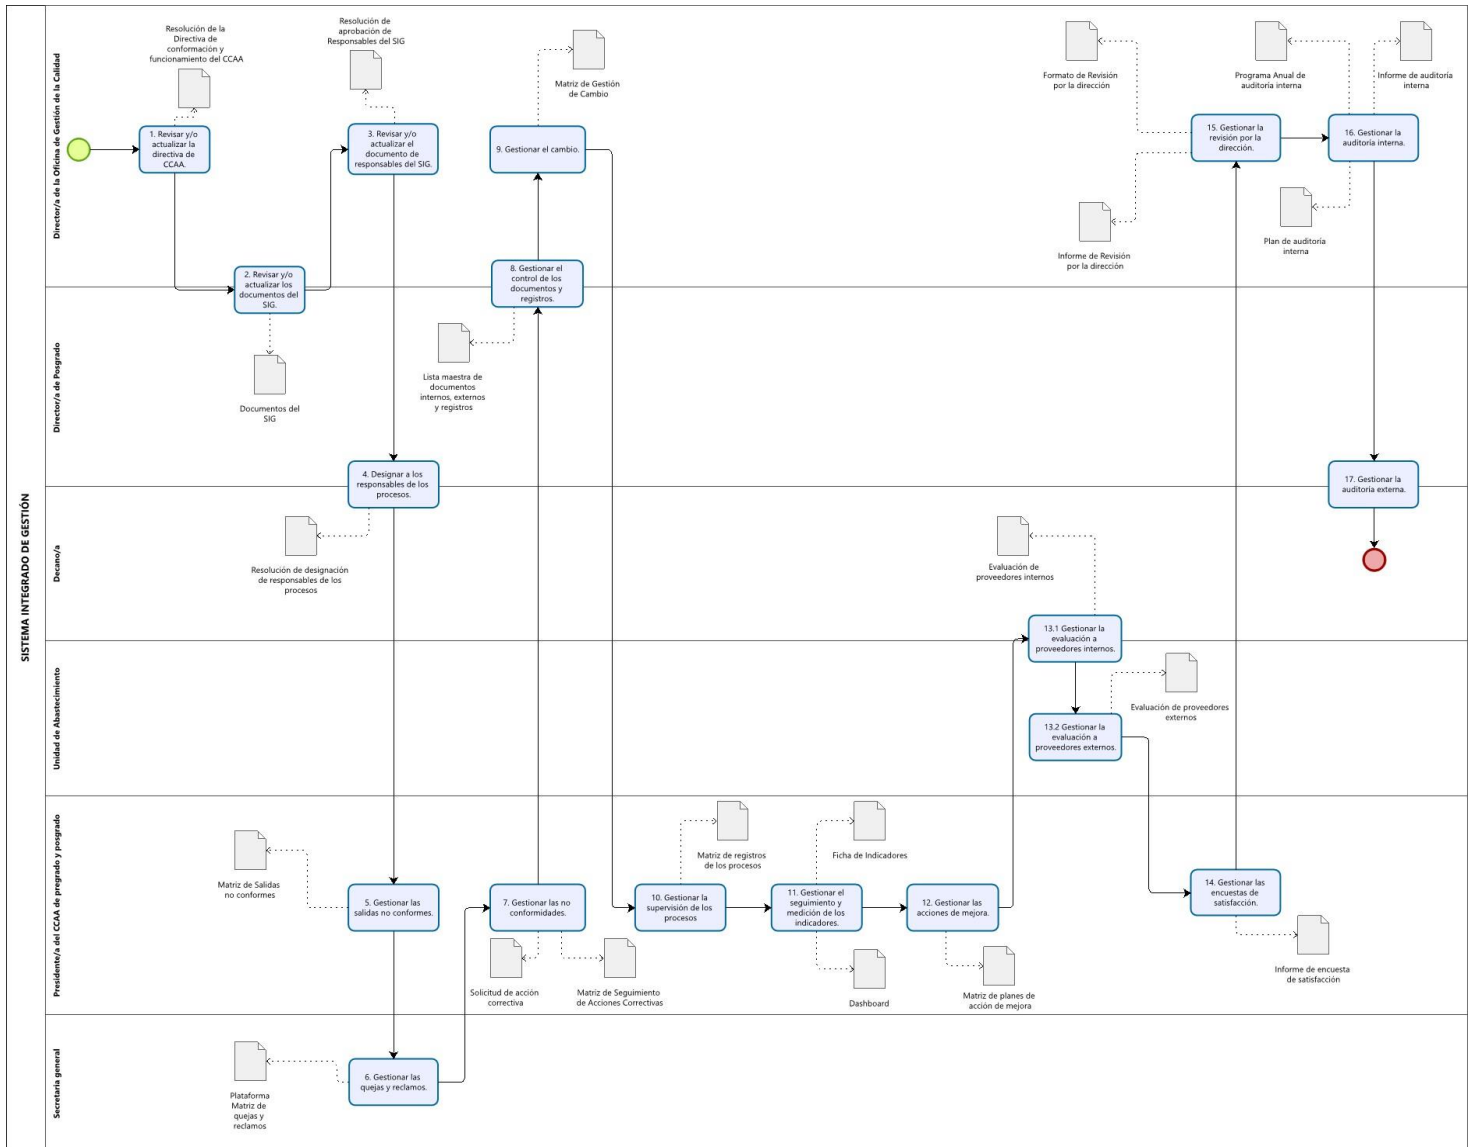 SISTEMA INTEGRADO DE GESTIÓN
Director/a de la Oficina de Gestión de la Calidad
Resolución de la
Directiva de
conformación y
funcionamiento del CCAA
1. Revisar y/o
actualizar la
directiva de
CCAA.
2. Revisar y/o
actualizar los
documentos del
SIG.
Resolución de
aprobación de
Responsables del SIG
3. Revisar y/o
actualizar el
documento de
responsables del SIG.
Matriz de Gestión
de Cambio
9. Gestionar el cambio.
8. Gestionar el
control de los
documentos y
registros.
Formato de Revisión
por la dirección
Informe de Revisión
por la dirección
15. Gestionar la
revisión por la
dirección.
Programa Anual de
auditoría interna
Informe de auditoría
interna
16. Gestionar la
auditoría interna.
Plan de auditoría
interna
Director/a de Posgrado
Documentos del
SIG
Lista maestra de
documentos
internos, externos
y registros
4. Designar a los
responsables de los
procesos.
17. Gestionar la
auditoría externa.
Decano/a
Resolución de designación
de responsables de los
procesos
Evaluación de
proveedores internos
13.1 Gestionar la
evaluación a
proveedores internos.
Unidad de Abastecimiento
13.2 Gestionar la
evaluación a
proveedores externos.
Evaluación de proveedores
externos
Presidente/a del CCAA de pregrado y posgrado
Matriz de Salidas
no conformes
5. Gestionar las
salidas no conformes.
7. Gestionar las no
conformidades.
Solicitud de acción
correctiva
Matriz de Seguimiento
de Acciones Correctivas
Matriz de registros
de los procesos
10. Gestionar la
supervisión de los
procesos
Ficha de Indicadores
11. Gestionar el
seguimiento y
medición de los
indicadores.
Dashboard
12. Gestionar las
acciones de mejora.
Matriz de planes de
acción de mejora
14. Gestionar las
encuestas de
satisfacción.
Informe de encuesta
de satisfacción
Secretaria general
Plataforma
Matriz de
quejas y
reclamos
6. Gestionar las
quejas y reclamos.